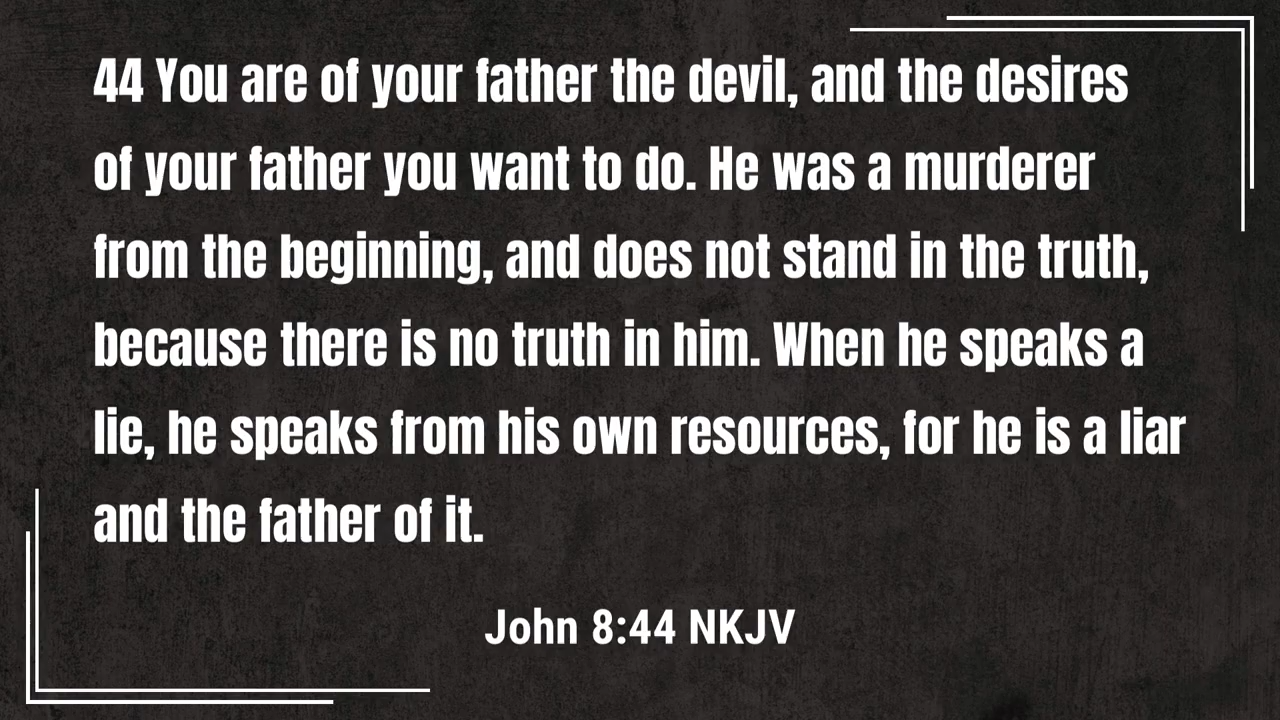 44 You are of your father the devil, and the desires
of your father you want to do. He was a murderer
from the beginning, and does not stand in the truth,
because there is no truth in him. When he speaks a
lie, he speaks from his own resources, for he is a liar
and the father of it.
John 8:44 NKJV